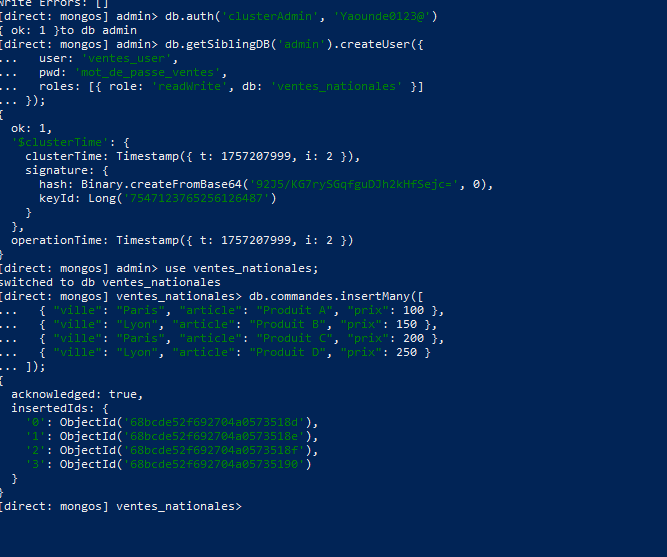 Write Errors: []
[direct: mongos] admin> db.auth('clusterAdmin', 'Yaounde0123@')
{ ok: 1 }to db admin
[direct: mongos] admin> db.getSiblingDB('admin').createUser({
...   user: 'ventes_user',
...   pwd: 'mot_de_passe_ventes',
...   roles: [{ role: 'readWrite', db: 'ventes_nationales' }]
... });
{
  ok: 1,
  '$clusterTime': {
    clusterTime: Timestamp({ t: 1757207999, i: 2 }),
    signature: {
      hash: Binary.createFromBase64('92J5/KG7rySGqfguDJh2kHfSejc=', 0),
      keyId: Long('7547123765256126487')
    }
  },
  operationTime: Timestamp({ t: 1757207999, i: 2 })
}
[direct: mongos] admin> use ventes_nationales;
switched to db ventes_nationales
[direct: mongos] ventes_nationales> db.commandes.insertMany([
...   { "ville": "Paris", "article": "Produit A", "prix": 100 },
...   { "ville": "Lyon", "article": "Produit B", "prix": 150 },
...   { "ville": "Paris", "article": "Produit C", "prix": 200 },
...   { "ville": "Lyon", "article": "Produit D", "prix": 250 }
... ]);
{
  acknowledged: true,
  insertedIds: {
    '0': ObjectId('68bcde52f692704a0573518d'),
    '1': ObjectId('68bcde52f692704a0573518e'),
    '2': ObjectId('68bcde52f692704a0573518f'),
    '3': ObjectId('68bcde52f692704a05735190')
  }
}
[direct: mongos] ventes_nationales>